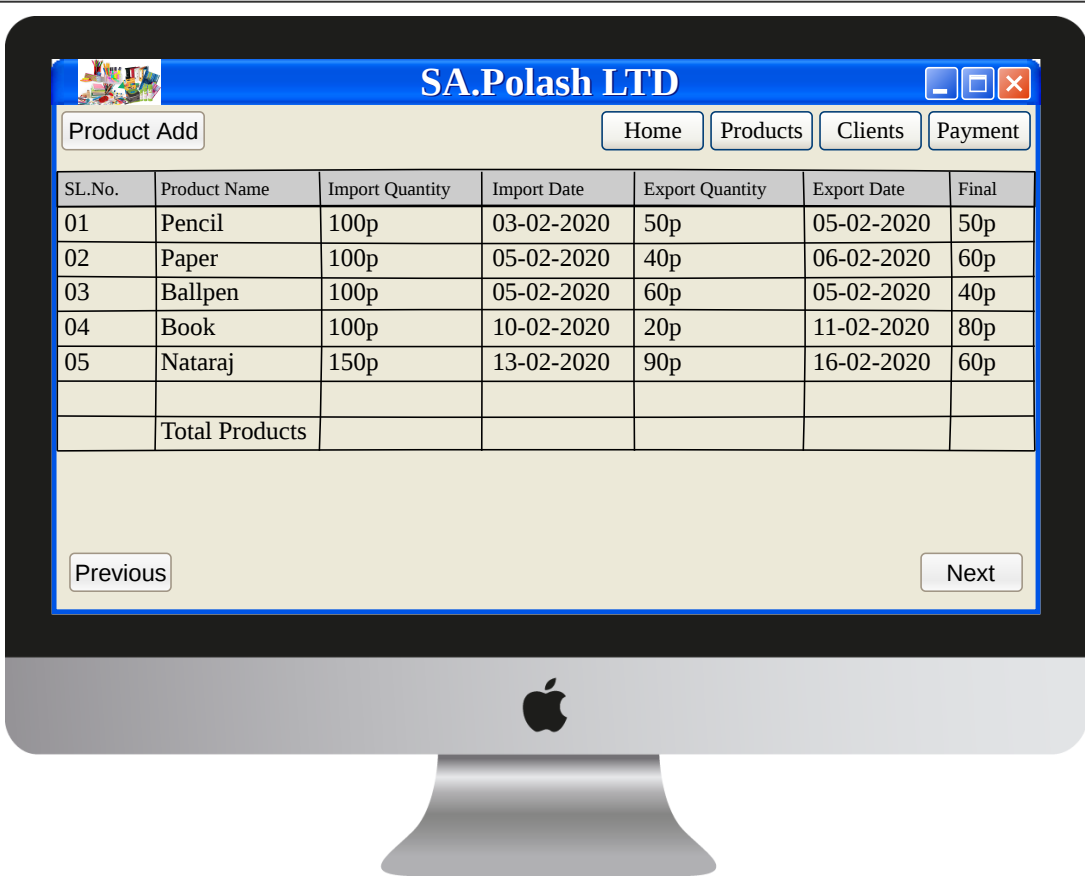 SA.Polash LTD
Product Add Home Products Clients Payment
SL.No. Product Name Import Quantity Import Date Export Quantity Export Date Final
01 Pencil 100p 03-02-2020 50p 05-02-2020 50p
02 Paper 100p 05-02-2020 40p 06-02-2020 60p
03 Ballpen 100p 05-02-2020 60p 05-02-2020 40p
04 Book 100p 10-02-2020 20p 11-02-2020 80p
05 Nataraj 150p 13-02-2020 90p 16-02-2020 60p
Total Products
Previous Next